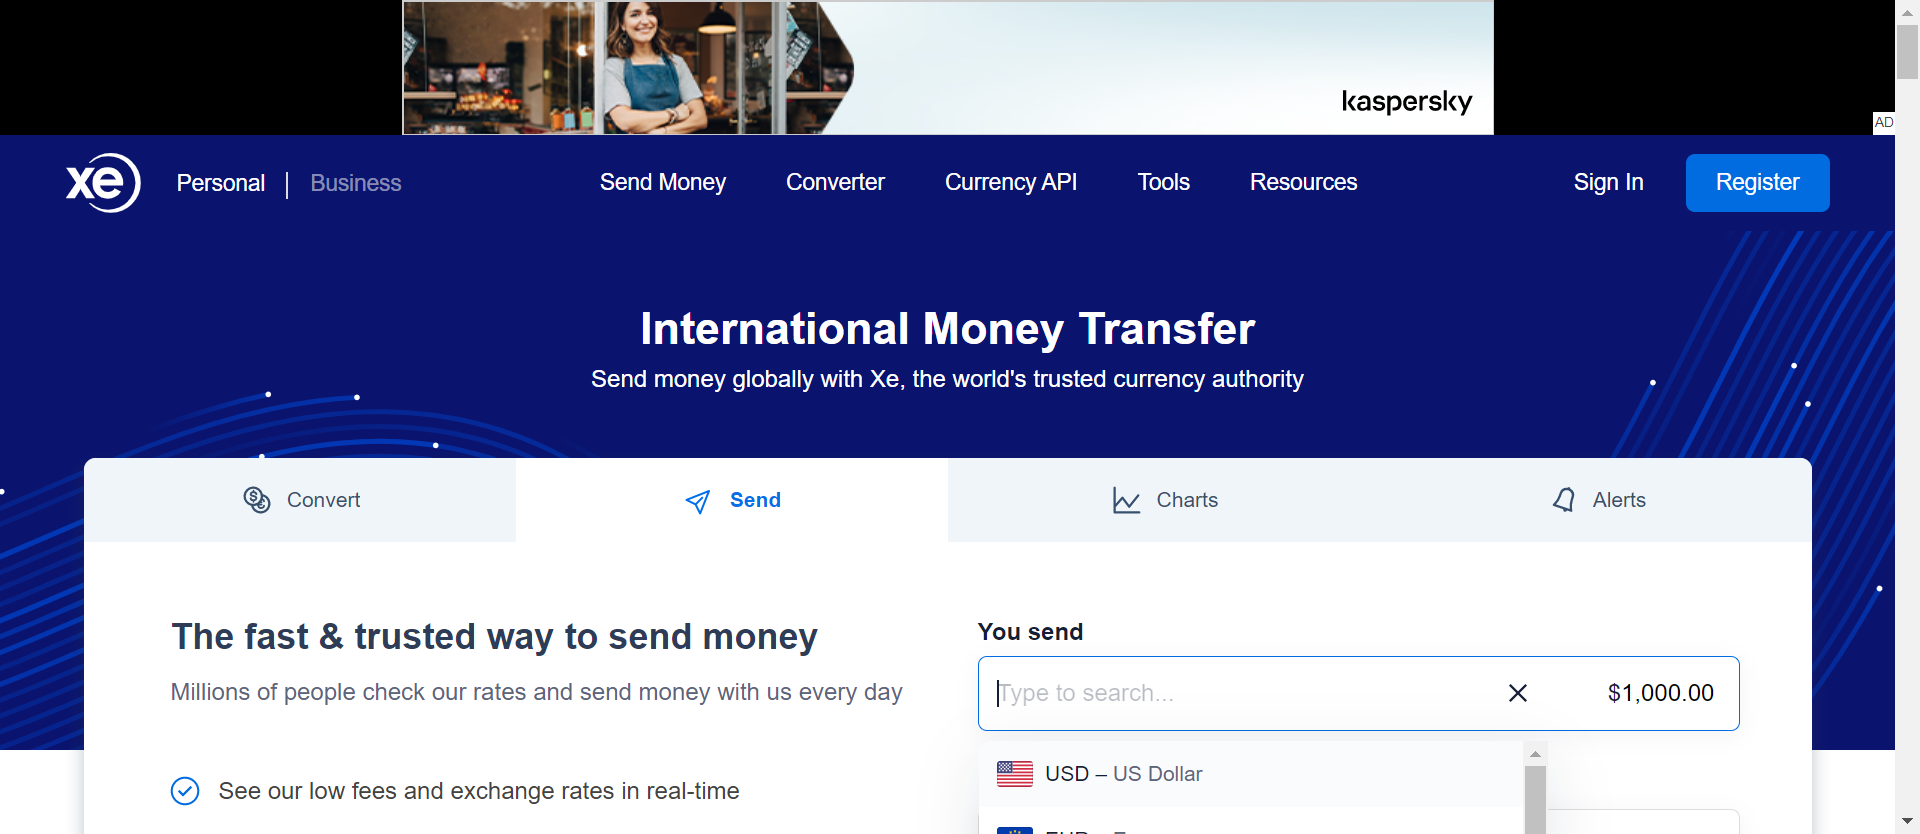 kaspersky
AD
xe
Personal | Business
Send Money
Converter
Currency API
Tools
Resources
Sign In
Register
International Money Transfer
Send money globally with Xe, the world's trusted currency authority
Convert
Send
Charts
Alerts
The fast & trusted way to send money
Millions of people check our rates and send money with us every day
See our low fees and exchange rates in real-time
You send
Type to search...
$1,000.00
USD – US Dollar